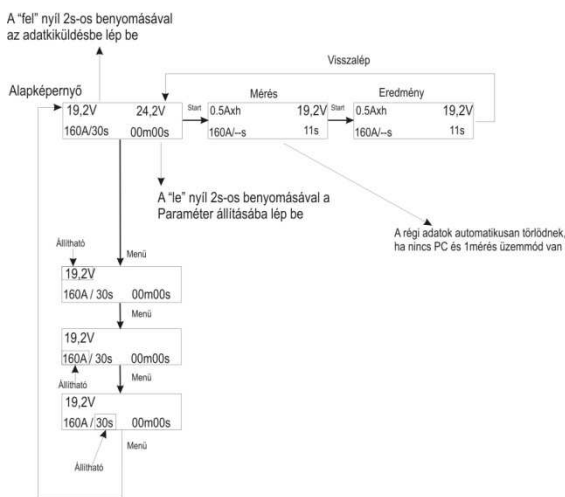 A “fel” nyíl 2s-os benyomásával
az adatkiküldésbe lép be
Visszalép
Alapképernyő
Mérés
Eredmény
19,2V 24,2V
160A/30s 00m00s
Start
0.5Axh 19,2V
160A/--s 11s
Start
0.5Axh 19,2V
160A/--s 11s
A “le” nyíl 2s-os benyomásával a
Paraméter állításába lép be
A régi adatok automatikusan törlődnek,
ha nincs PC és 1mérés üzemmód van
Állítható
Menü
19,2V
160A / 30s 00m00s
Menü
19,2V
160A / 30s 00m00s
Állítható
Menü
19,2V
160A / 30s 00m00s
Menü
Állítható